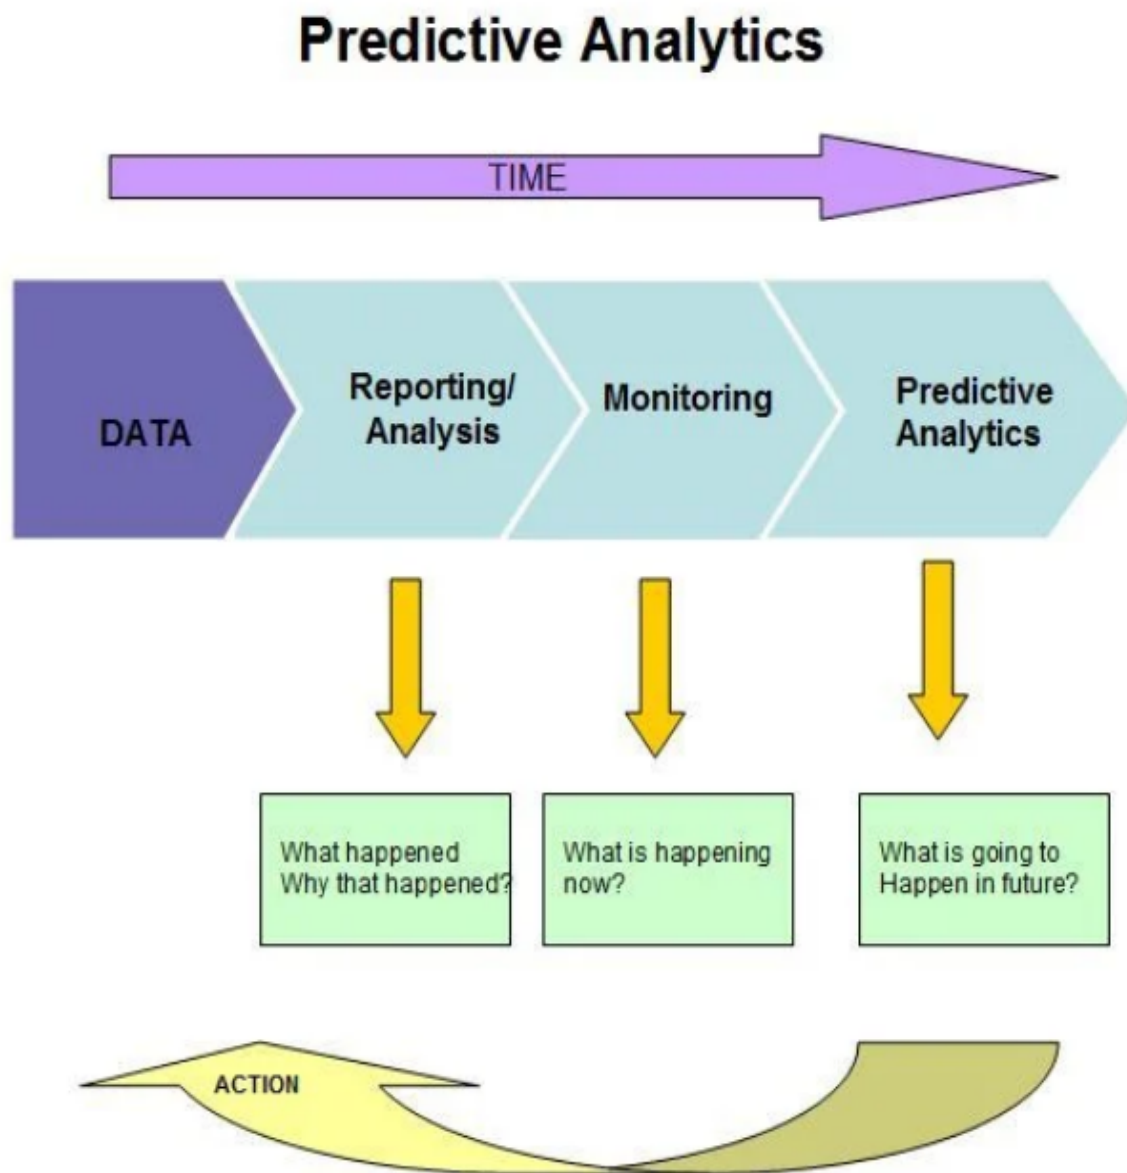 Predictive Analytics
TIME
DATA
Reporting/
Analysis
Monitoring
Predictive
Analytics
What happened
Why that happened?
What is happening
now?
What is going to
Happen in future?
ACTION